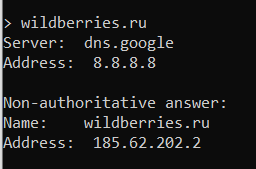 > wildberries.ru
Server:  dns.google
Address:  8.8.8.8
Non-authoritative answer:
Name:    wildberries.ru
Address:  185.62.202.2